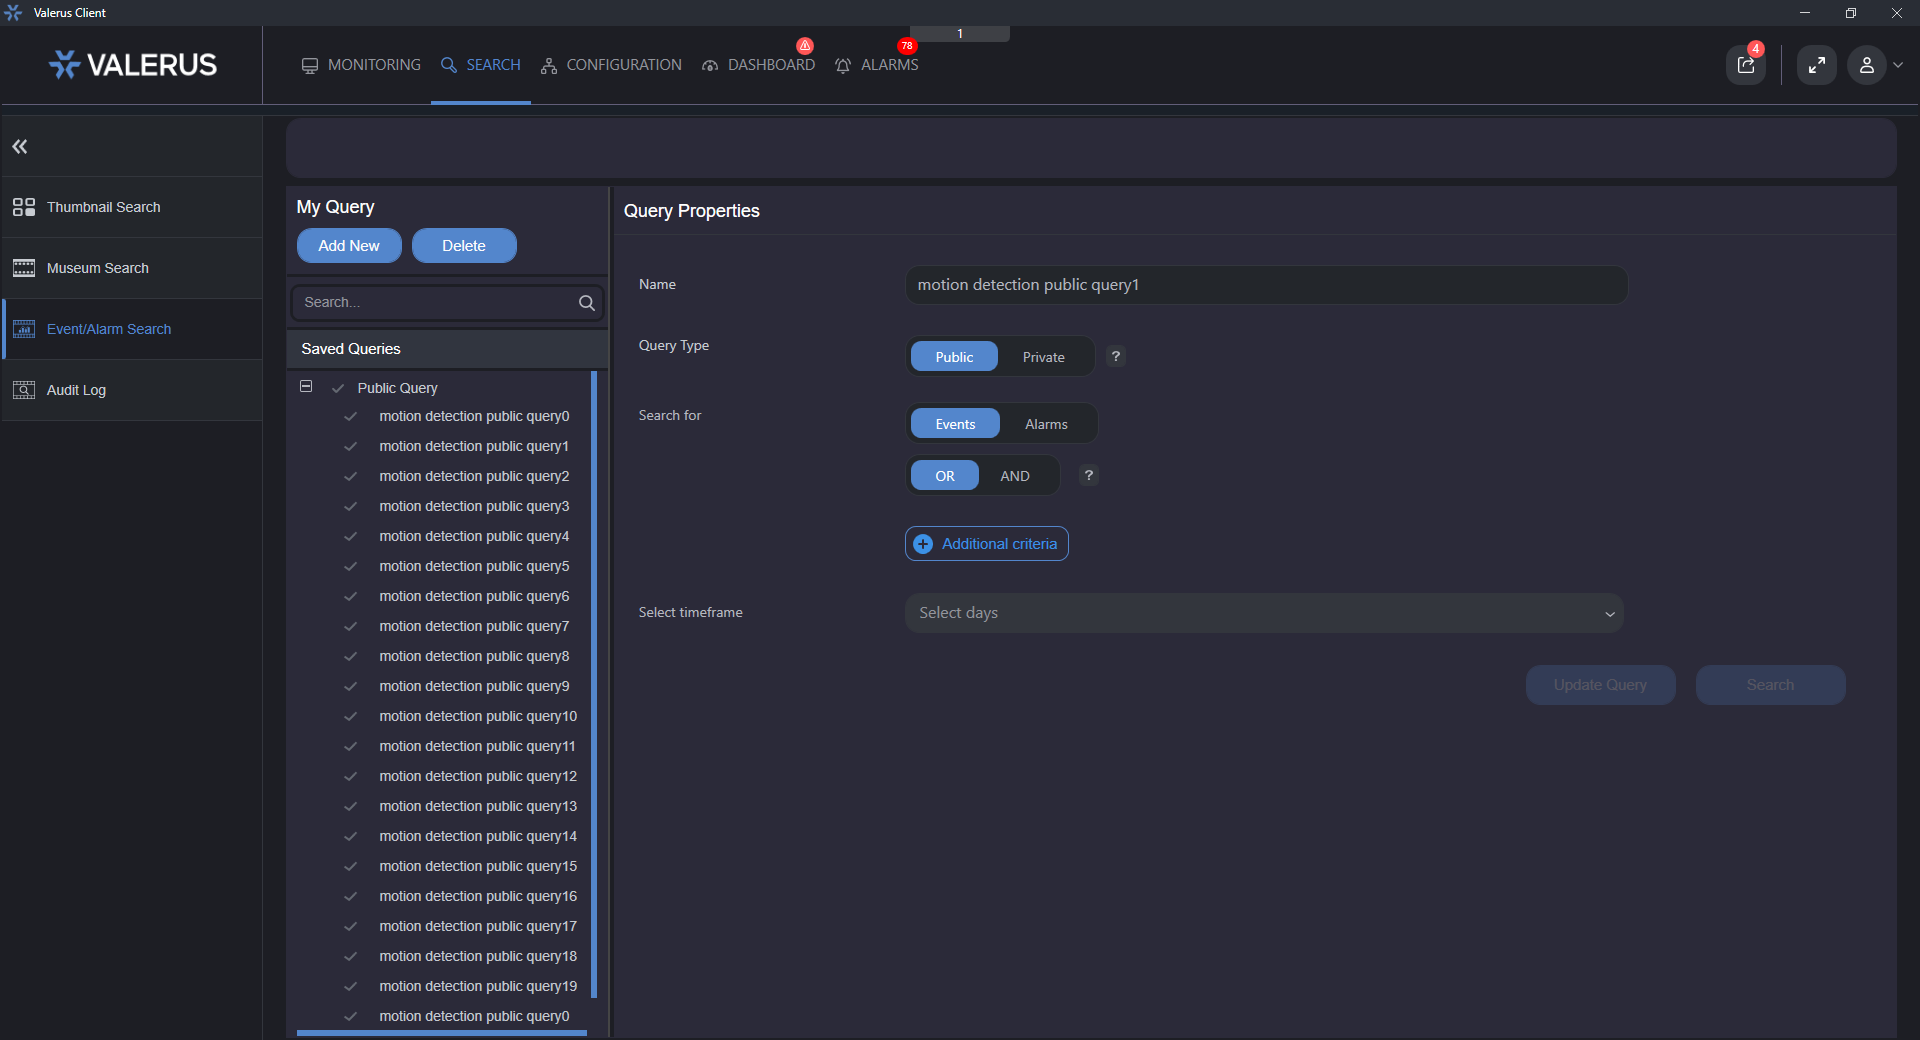 Valerus Client
1
VALERUS
MONITORING
SEARCH
CONFIGURATION
DASHBOARD
78
ALARMS
4
Thumbnail Search
Museum Search
Event/Alarm Search
Audit Log
My Query
Add New
Delete
Search...
Saved Queries
Public Query
motion detection public query0
motion detection public query1
motion detection public query2
motion detection public query3
motion detection public query4
motion detection public query5
motion detection public query6
motion detection public query7
motion detection public query8
motion detection public query9
motion detection public query10
motion detection public query11
motion detection public query12
motion detection public query13
motion detection public query14
motion detection public query15
motion detection public query16
motion detection public query17
motion detection public query18
motion detection public query19
motion detection public query0
Query Properties
Name
motion detection public query1
Query Type
Public
Private
?
Search for
Events
Alarms
OR
AND
?
Additional criteria
Select timeframe
Select days
Update Query
Search